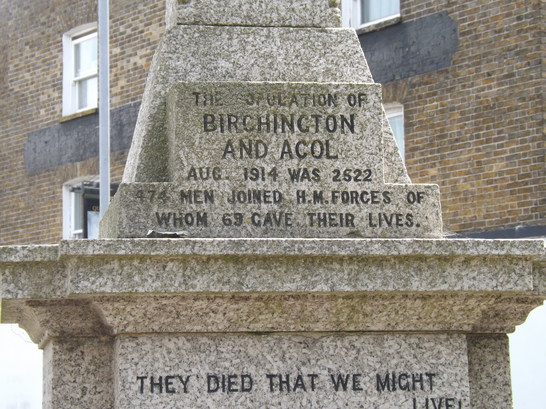 THE POPULATION OF
BIRCHINGTON
AND ACOL
AUG. 1914 WAS 2522
474 MEN JOINED H.M. FORCES OF
WHOM 69 GAVE THEIR LIVES.
THEY DIED THAT WE MIGHT
LIVE!